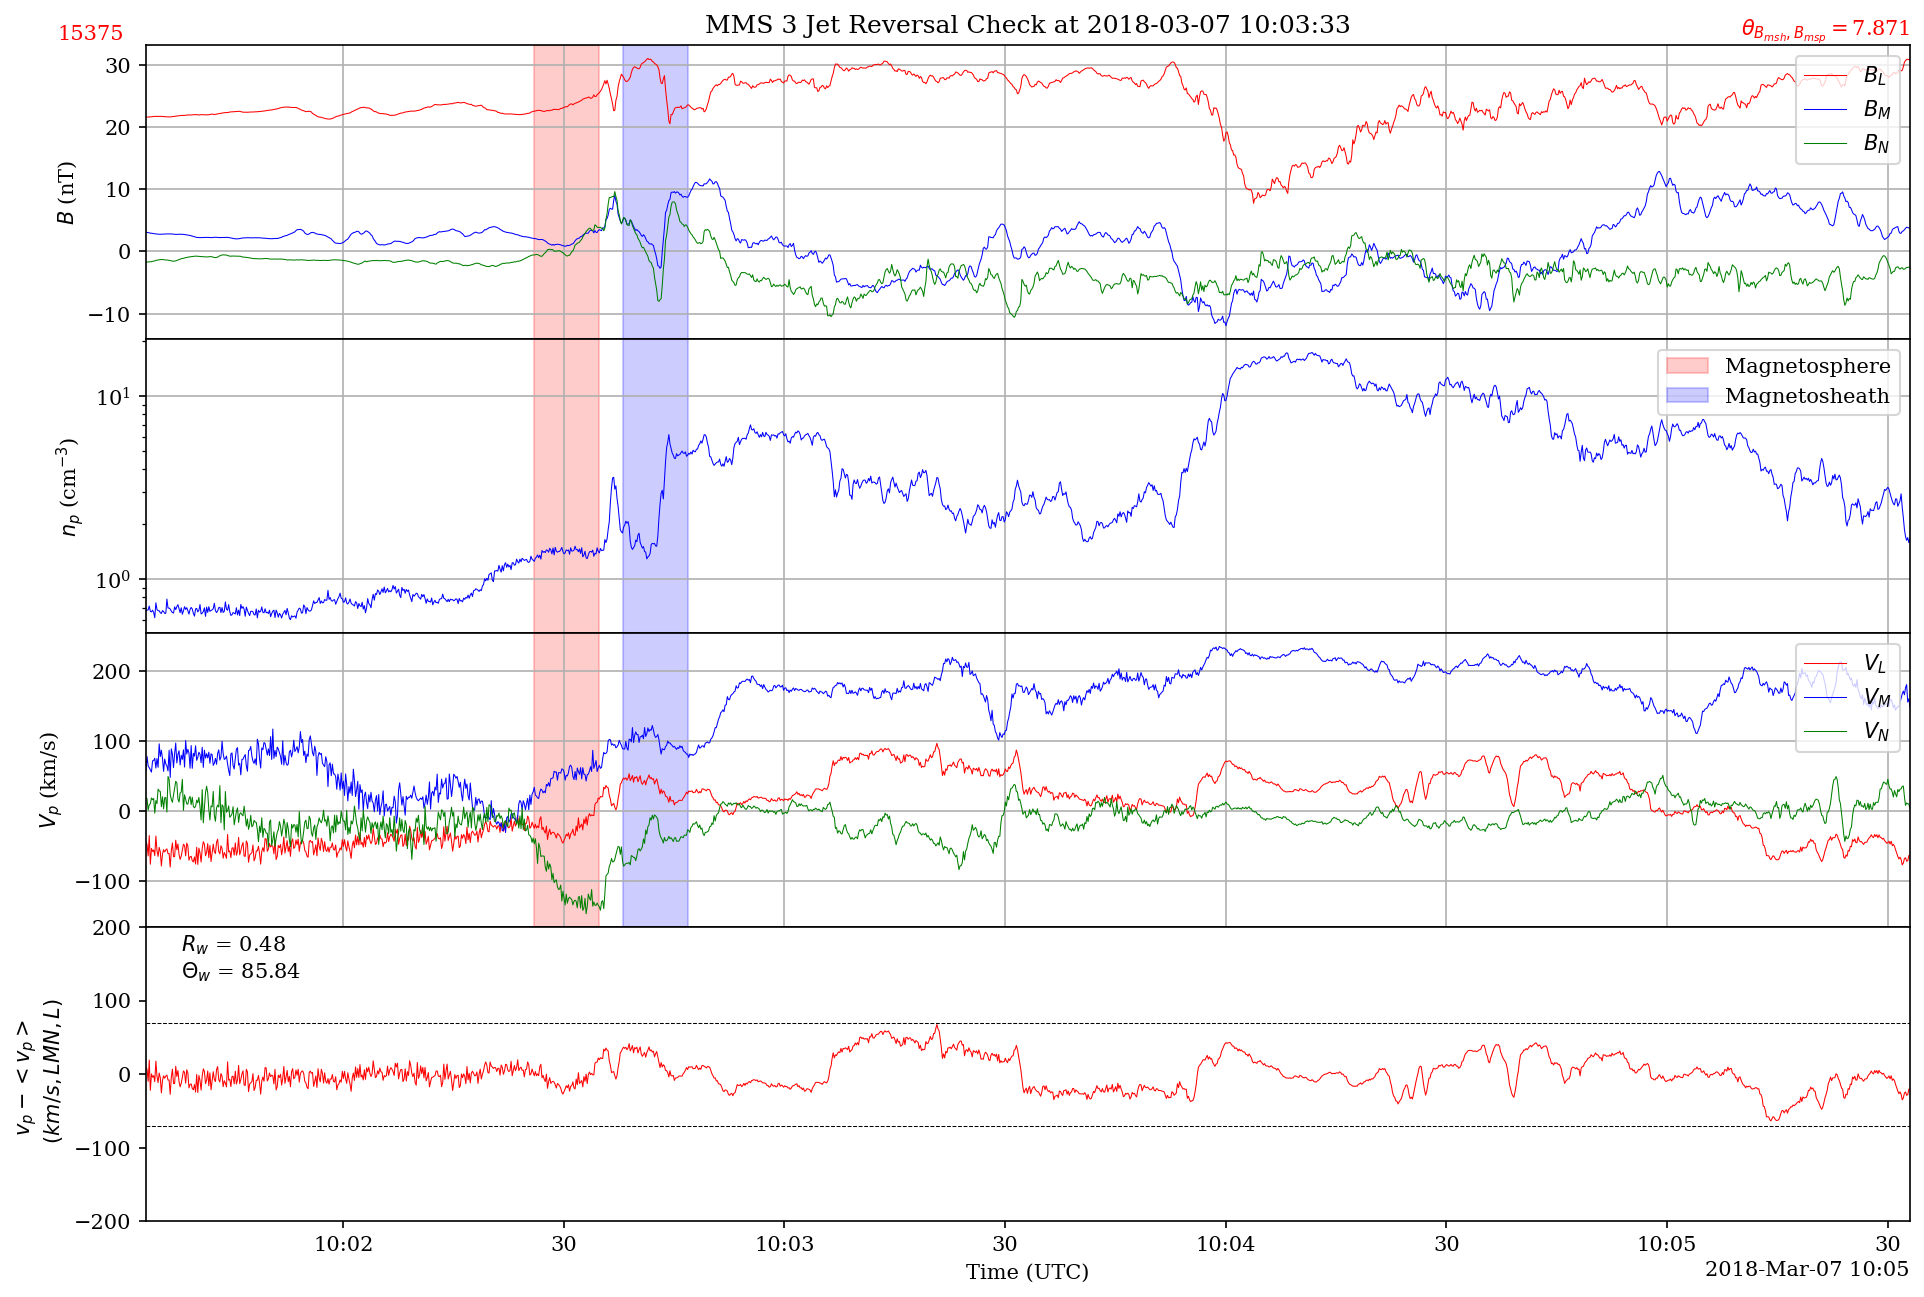 MMS 3 Jet Reversal Check at 2018-03-07 10:03:33
15375
θ_{B_{msh}, B_{msp}} = 7.871
30
20
10
0
−10
B (nT)
B_L
B_M
B_N
10^1
10^0
n_p (cm^{−3})
Magnetosphere
Magnetosheath
200
100
0
−100
V_p (km/s)
V_L
V_M
V_N
200
100
0
−100
−200
v_p − < v_p >
(km/s, LMN, L)
R_w = 0.48
Θ_w = 85.84
10:02 30 10:03 30 10:04 30 10:05 30
Time (UTC)
2018-Mar-07 10:05